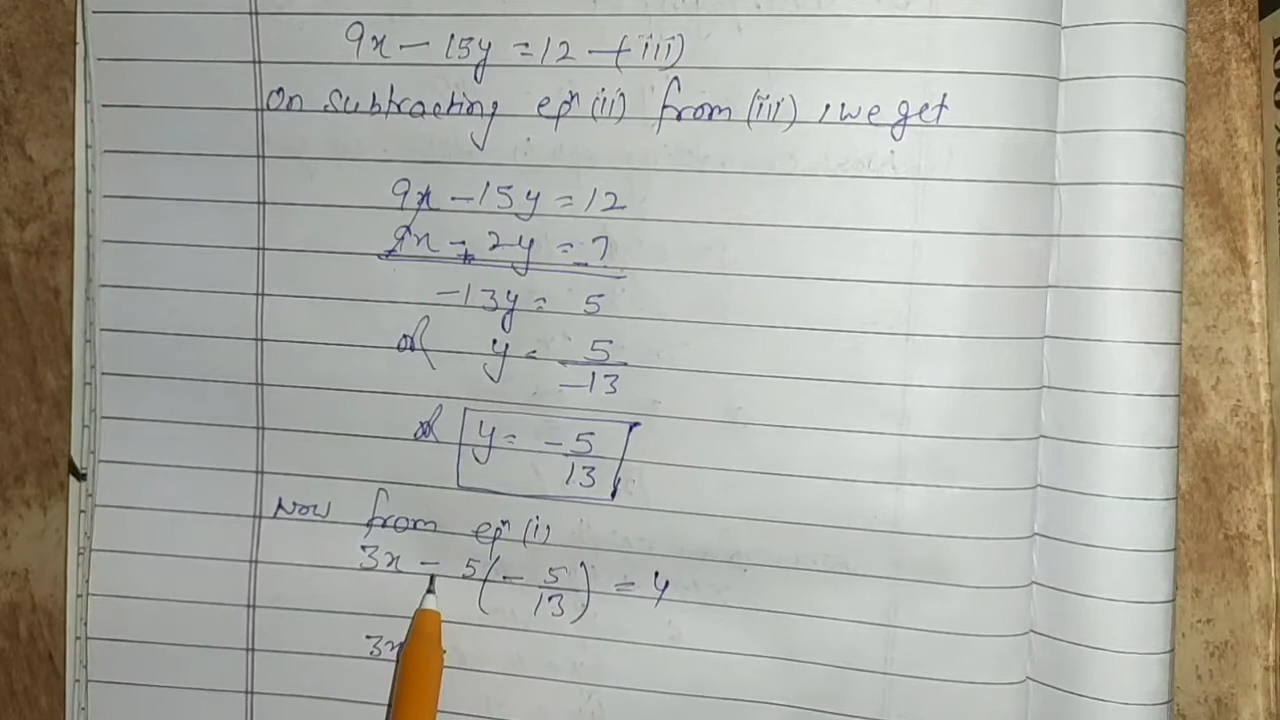 9x - 15y = 12 - (iii)
On subtracting eqn (ii) from (iii), we get
9x - 15y = 12
9x - 2y = 7
- + -
-13y = 5
or y = 5/-13
or y = -5/13
Now from eqn (i)
3x - 5(-5/13) = 4
3x